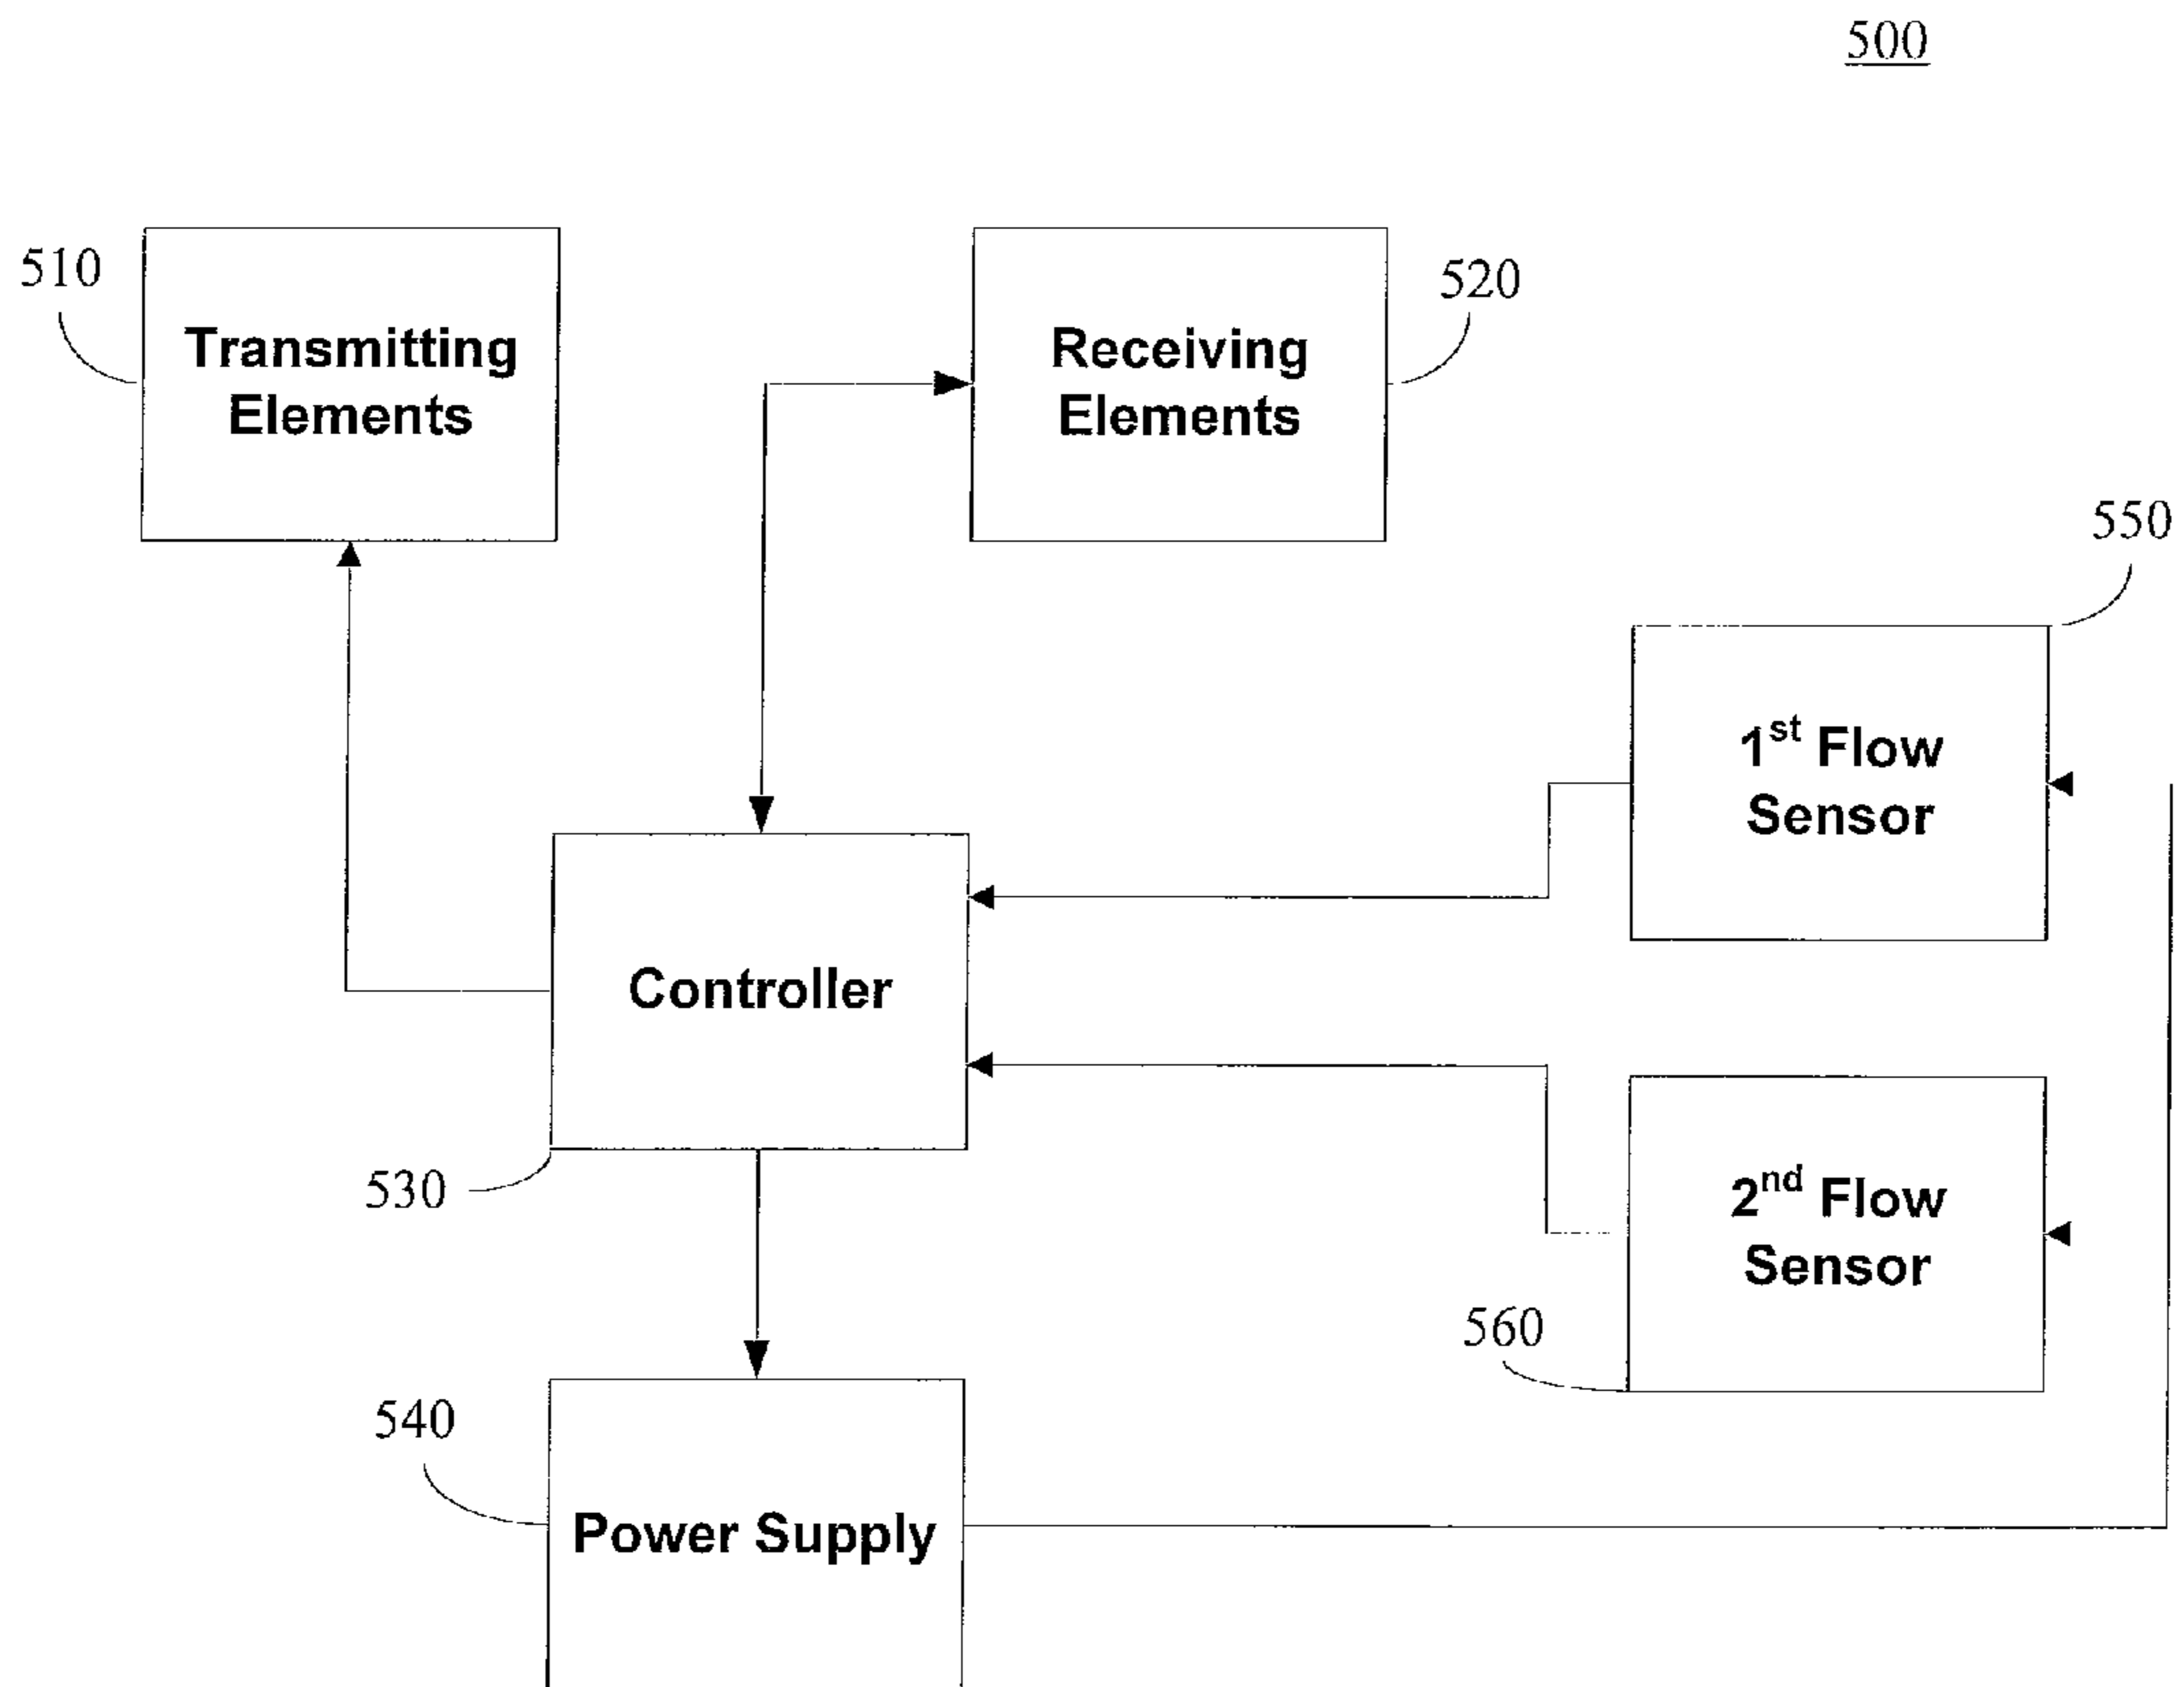 500
510
Transmitting
Elements
Receiving
Elements
520
550
1st Flow
Sensor
Controller
530
2nd Flow
Sensor
560
540
Power Supply